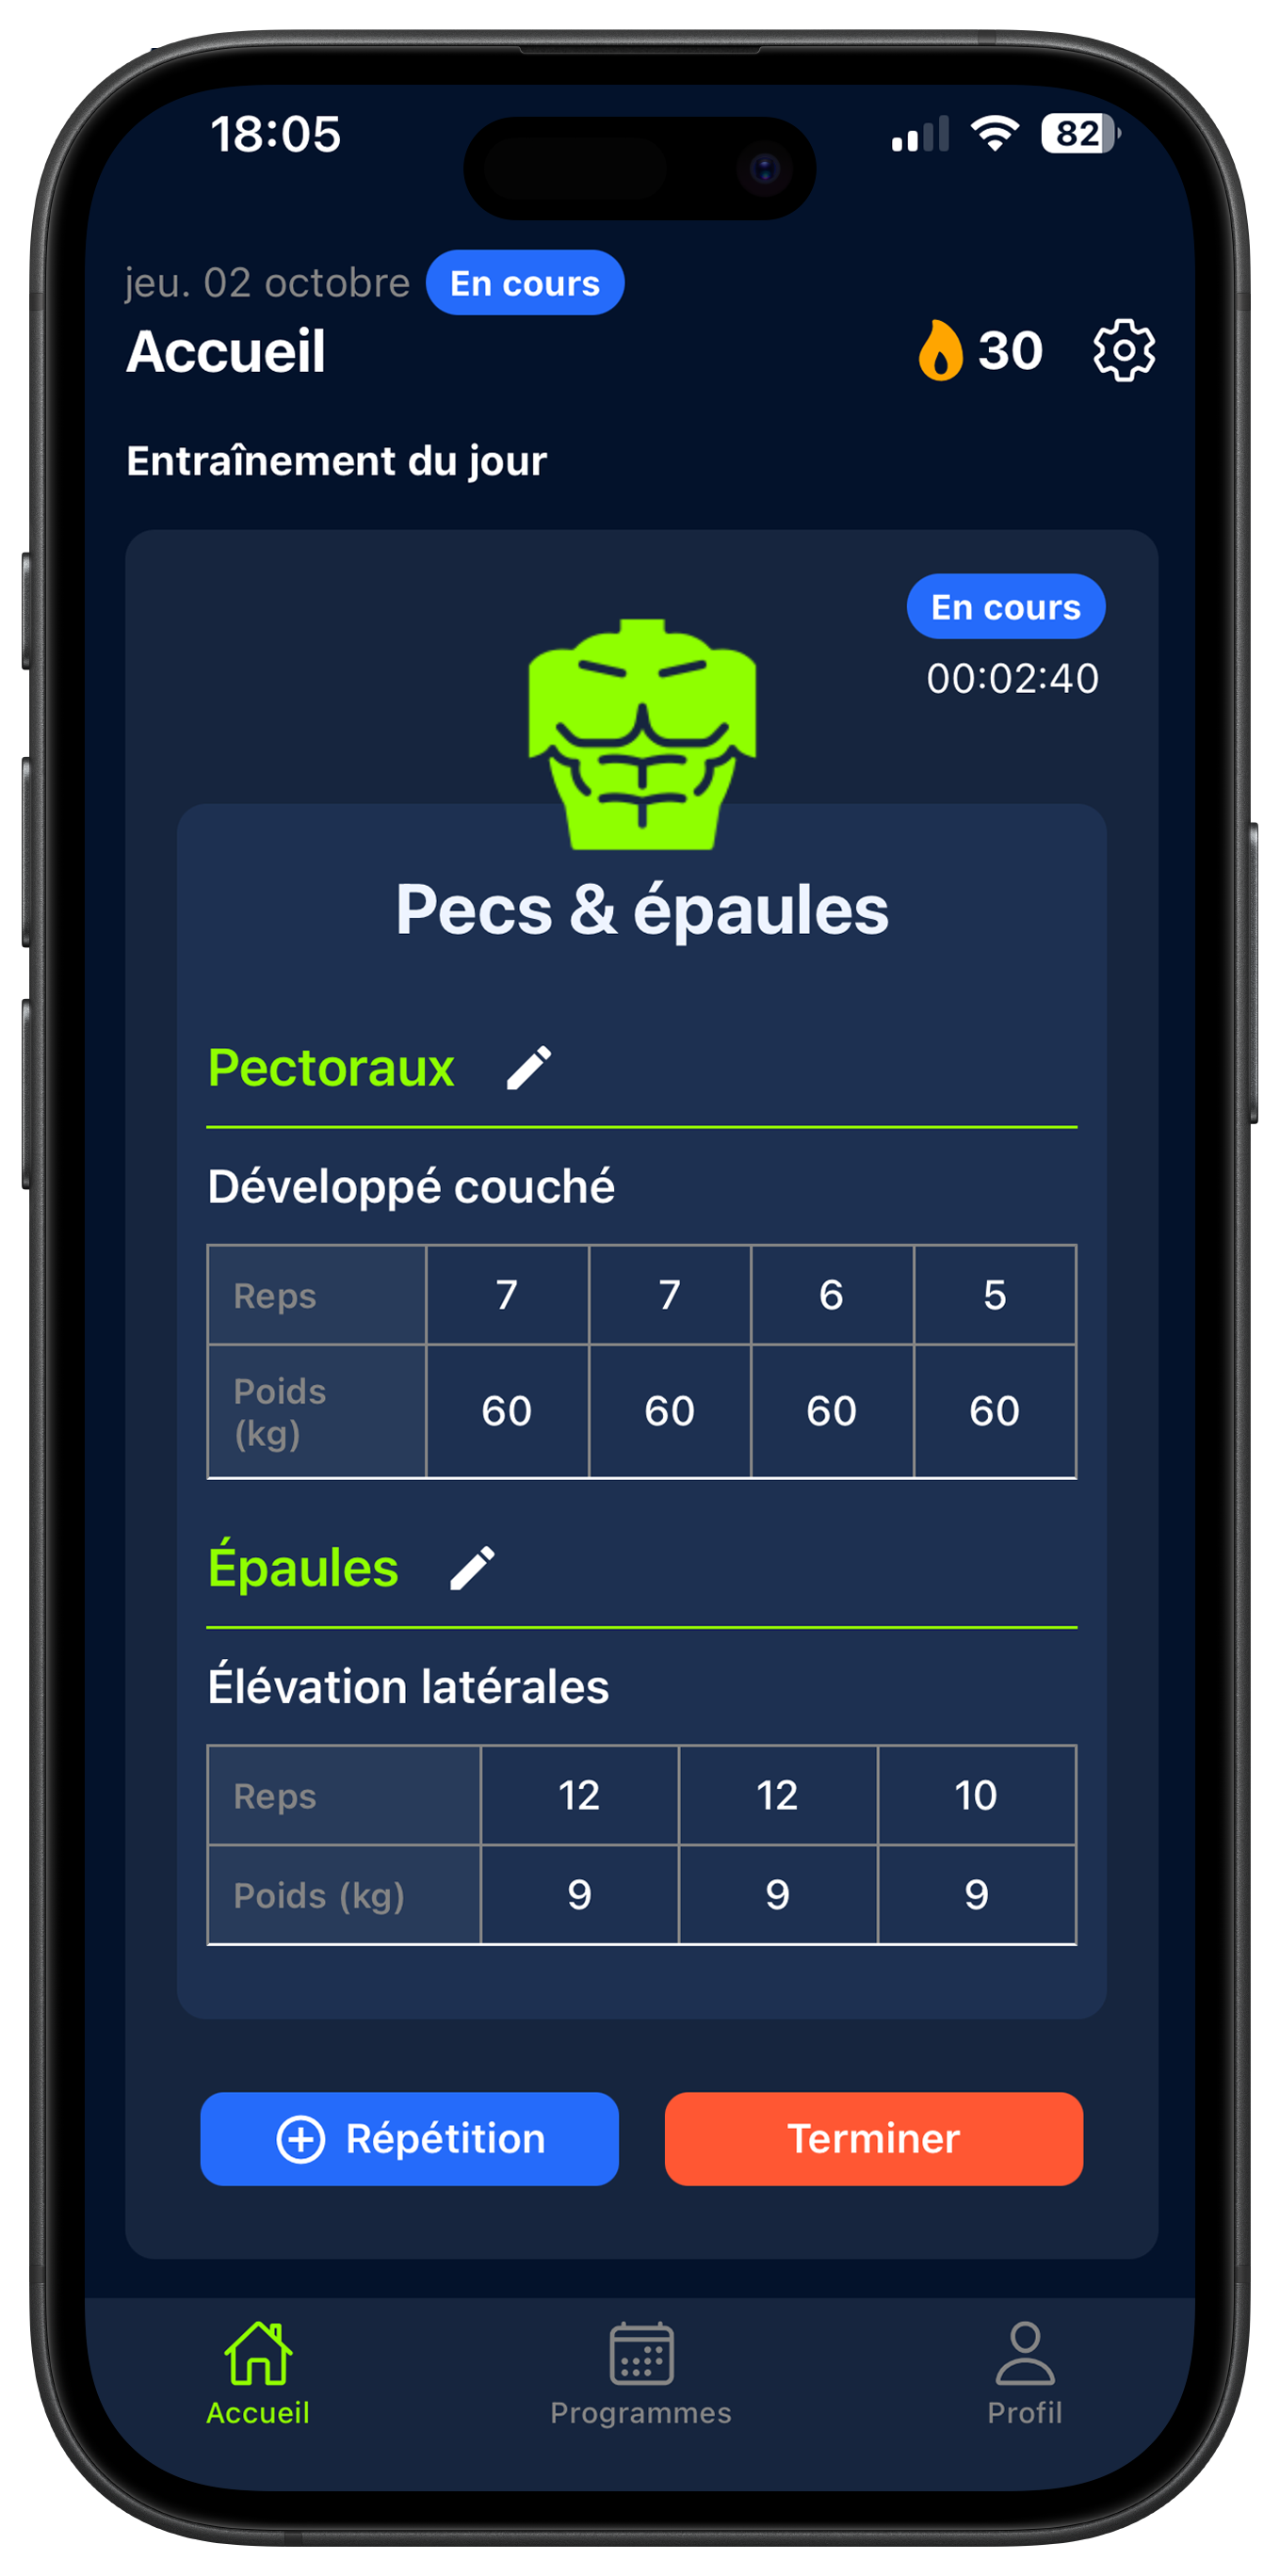 18:05
82
jeu. 02 octobre En cours
Accueil
30
Entraînement du jour
En cours
00:02:40
Pecs & épaules
Pectoraux
Développé couché
Reps 7 7 6 5
Poids
(kg) 60 60 60 60
Épaules
Élévation latérales
Reps 12 12 10
Poids (kg) 9 9 9
Répétition Terminer
Accueil Programmes Profil